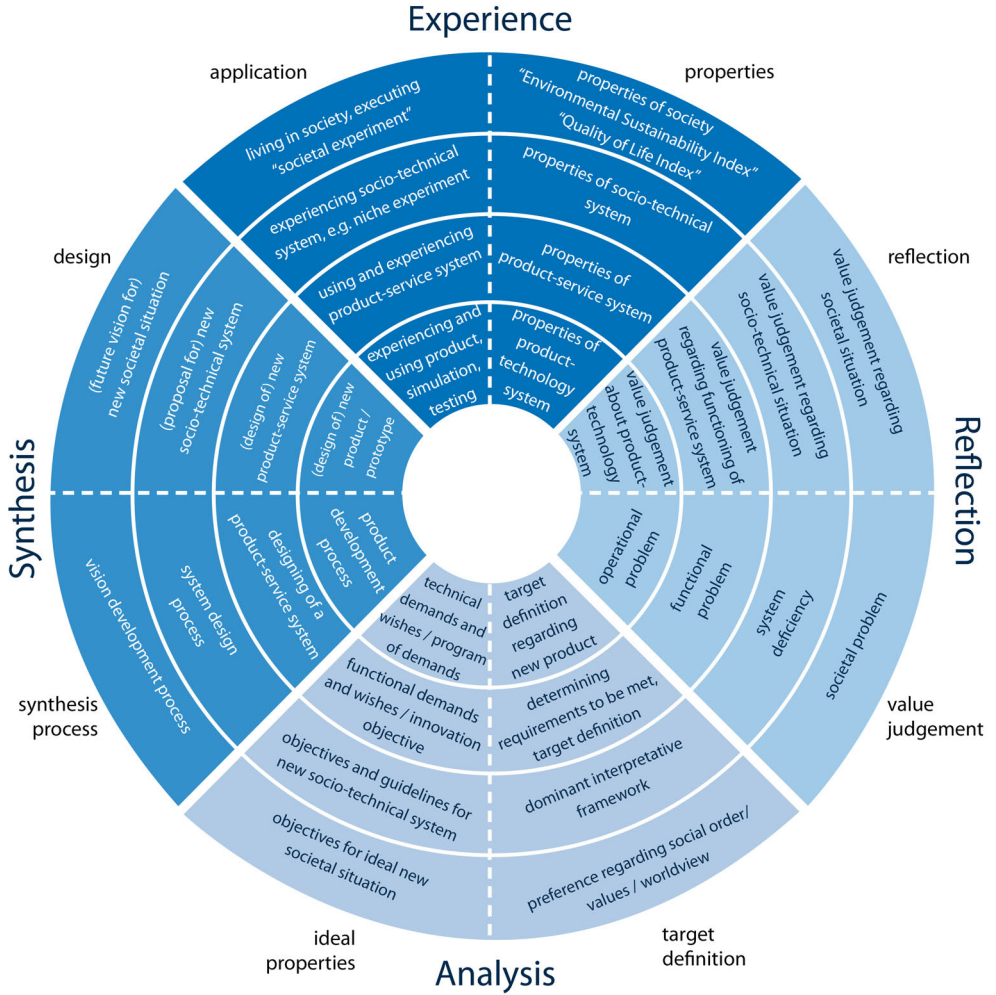 Experience
application
properties
living in society, executing
“societal experiment”
properties of society
“Environmental Sustainability Index”
“Quality of Life Index”
experiencing socio-technical
system, e.g. niche experiment
properties of socio-technical
system
using and experiencing
product-service system
properties of
product-service system
experiencing and
using product,
simulation,
testing
properties of
product-
technology
system
design
reflection
(future vision for)
new societal situation
(proposal for) new
socio-technical system
(design of) new
product-service system
(design of) new
product /
prototype
value judgement
about product-
technology
system
value judgement
regarding functioning of
product-service system
value judgement regarding
socio-technical situation
value judgement regarding
societal situation
Synthesis
Reflection
vision development process
system design
process
designing of a
product-service system
product
development
process
operational
problem
functional
problem
system
deficiency
societal problem
synthesis
process
value
judgement
technical
demands and
wishes / program
of demands
target
definition
regarding
new product
functional demands
and wishes / innovation
objective
determining
requirements to be met,
target definition
objectives and guidelines for
new socio-technical system
dominant interpretative
framework
objectives for ideal new
societal situation
preference regarding social order/
values / worldview
ideal
properties
target
definition
Analysis